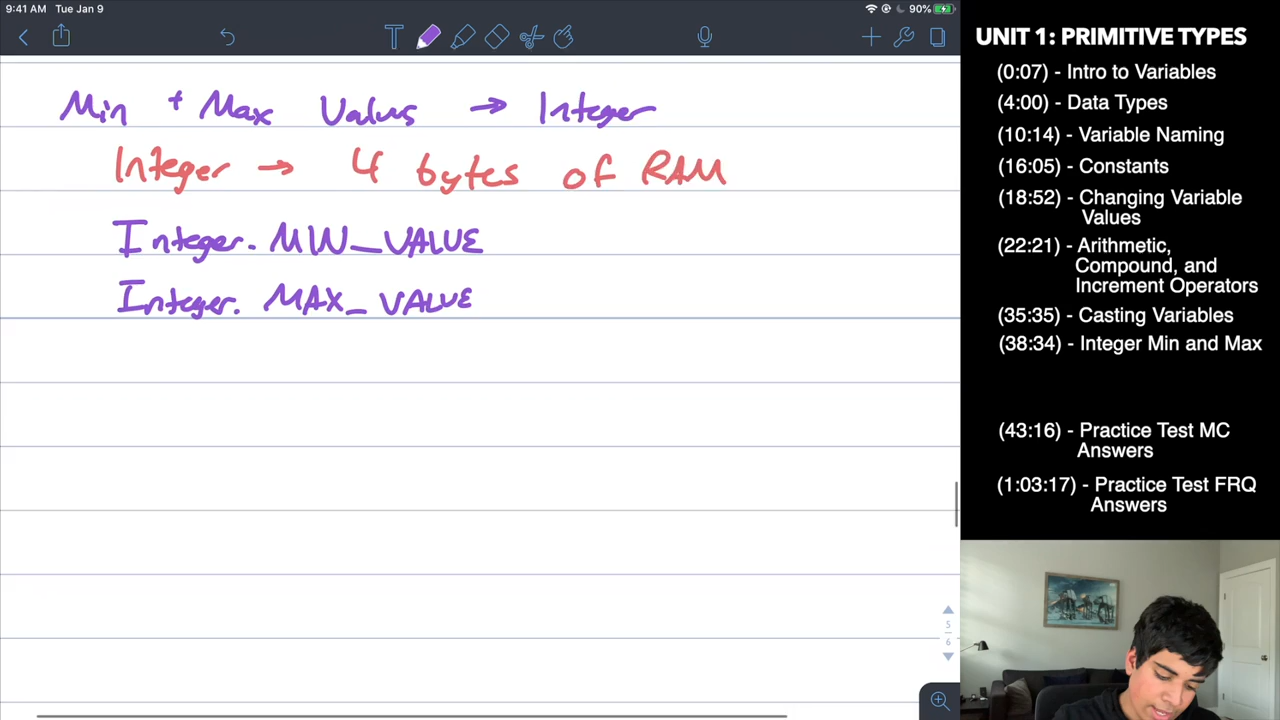 9:41 AM Tue Jan 9
90%
Min + Max Values → Integer
Integer → 4 bytes of RAM
Integer. MIN_VALUE
Integer. MAX_VALUE
5
6
UNIT 1: PRIMITIVE TYPES
(0:07) - Intro to Variables
(4:00) - Data Types
(10:14) - Variable Naming
(16:05) - Constants
(18:52) - Changing Variable
Values
(22:21) - Arithmetic,
Compound, and
Increment Operators
(35:35) - Casting Variables
(38:34) - Integer Min and Max
(43:16) - Practice Test MC
Answers
(1:03:17) - Practice Test FRQ
Answers